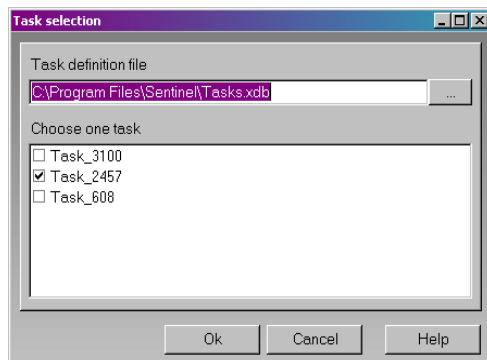 Task selection
Task definition file
C:\Program Files\Sentinel\Tasks.xdb
...
Choose one task
Task_3100
Task_2457
Task_608
Ok Cancel Help